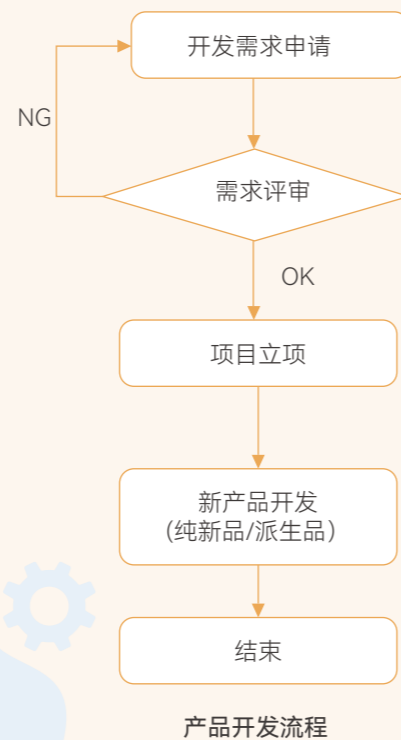 开发需求申请
NG
需求评审
OK
项目立项
新产品开发
（纯新品/派生品）
结束
产品开发流程